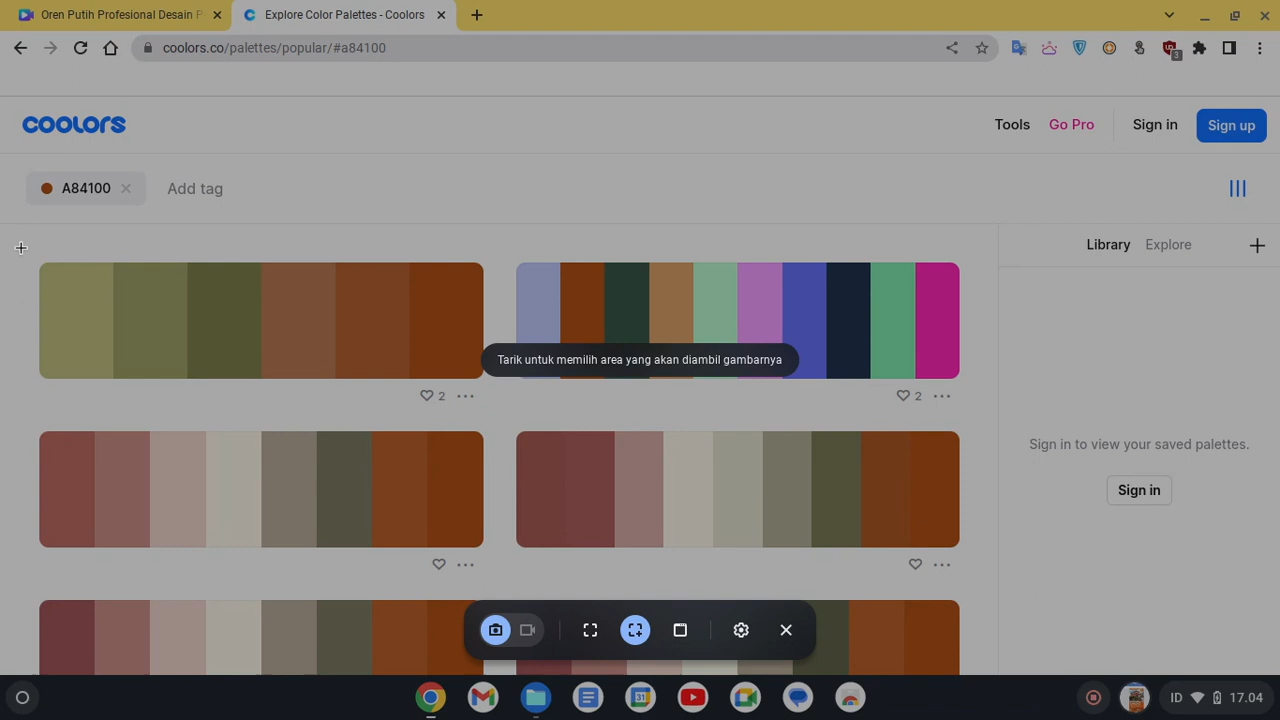 Oren Putih Profesional Desain P
Explore Color Palettes - Coolors
coolors.co/palettes/popular/#a84100
3
coolors
Tools
Go Pro
Sign in
Sign up
A84100
Add tag
Library
Explore
Tarik untuk memilih area yang akan diambil gambarnya
2
2
Sign in to view your saved palettes.
Sign in
31
ID
17.04